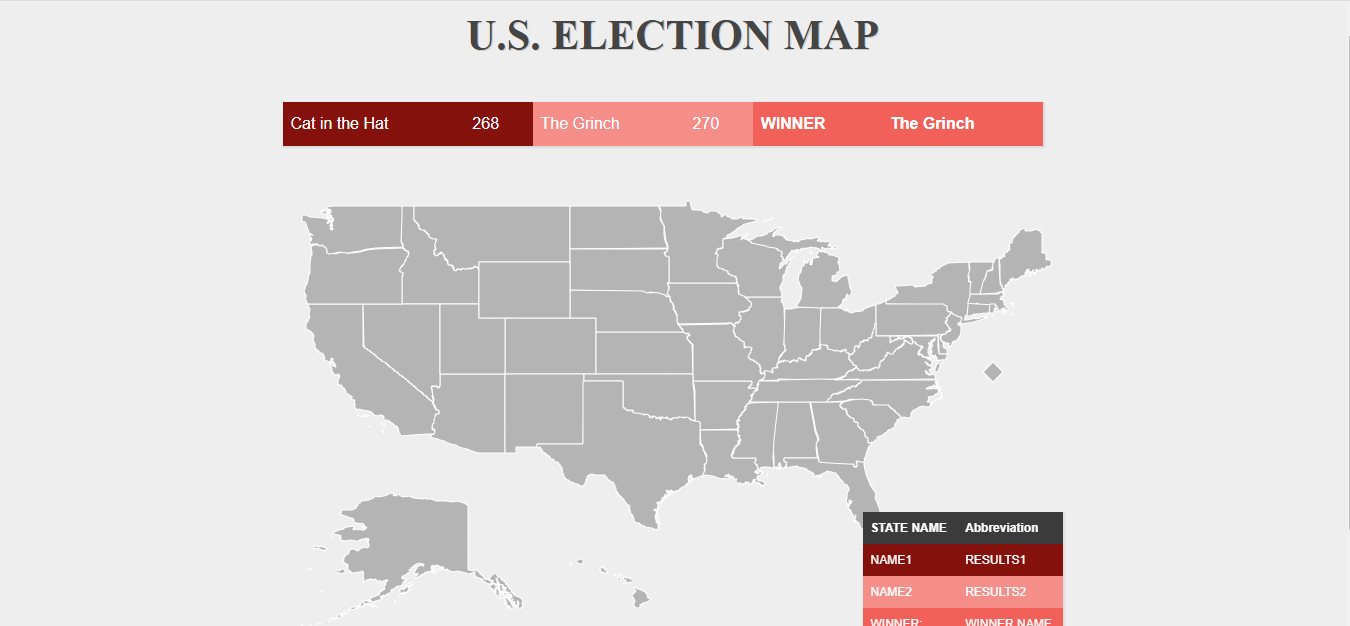 U.S. ELECTION MAP
Cat in the Hat 268 The Grinch 270 WINNER The Grinch
STATE NAME Abbreviation
NAME1 RESULTS1
NAME2 RESULTS2
WINNER: WINNER NAME